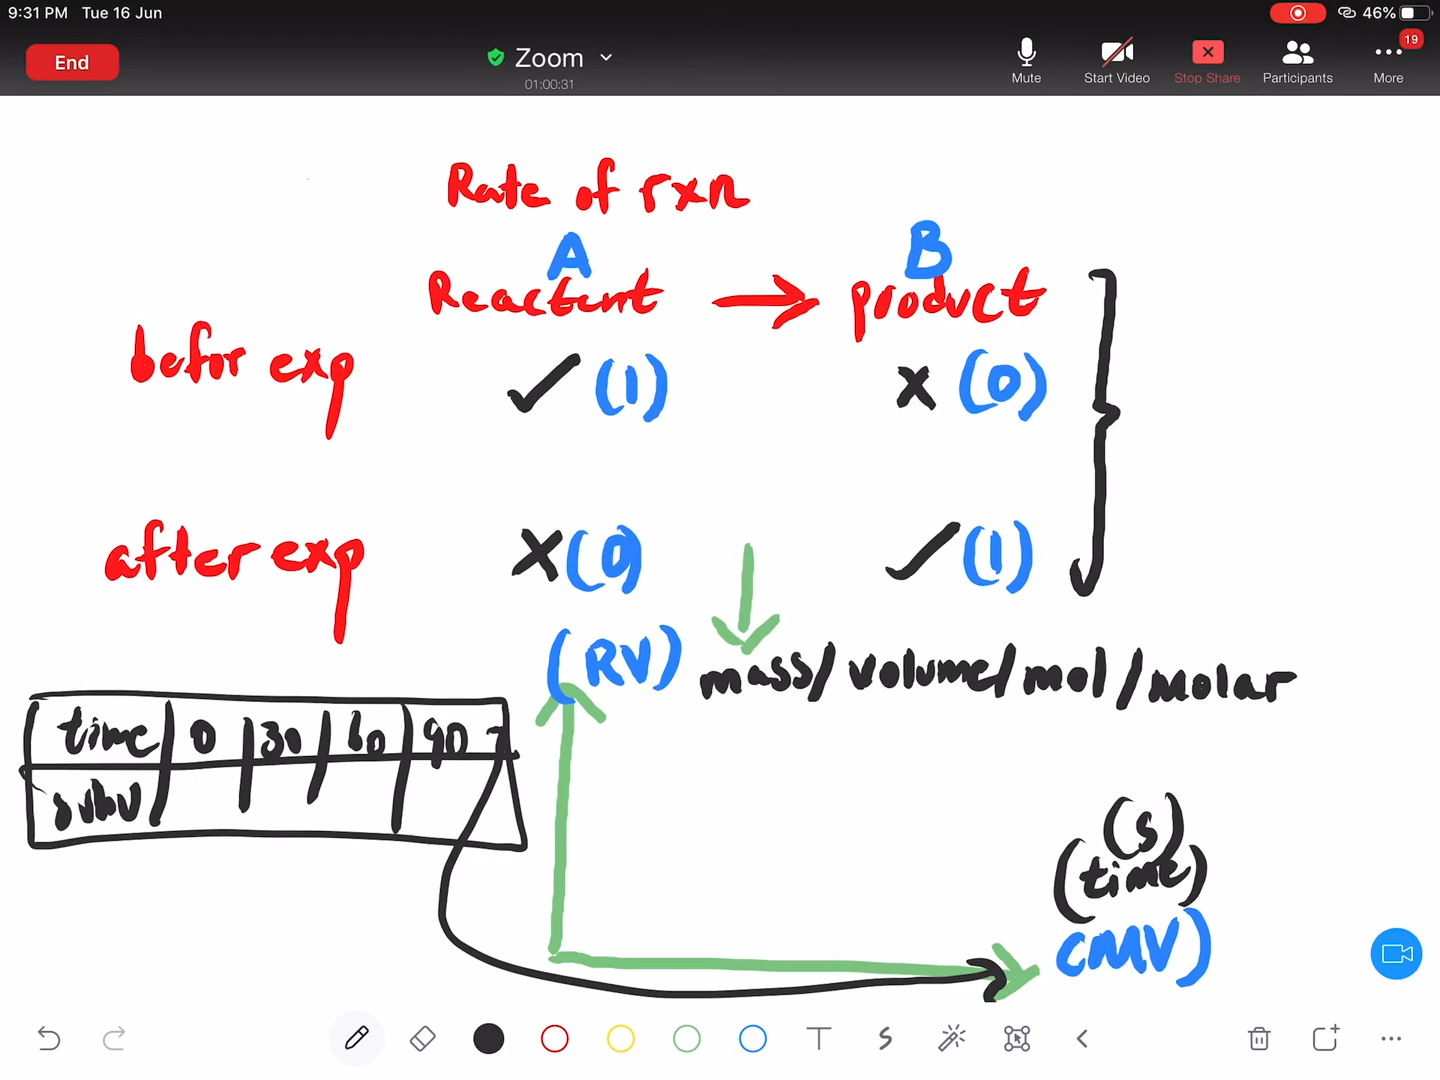 9:31 PM Tue 16 Jun
46%
End
Zoom
01:00:31
Mute
Start Video
Stop Share
Participants
19
More
Rate of rxn
A B
Reactant → product
befor exp ✓ (1) x (0)
after exp X (0) ✓ (1)
(RV) mass/volume/mol/molar
time 0 30 60 90
(s)
(time)
(MV)
T